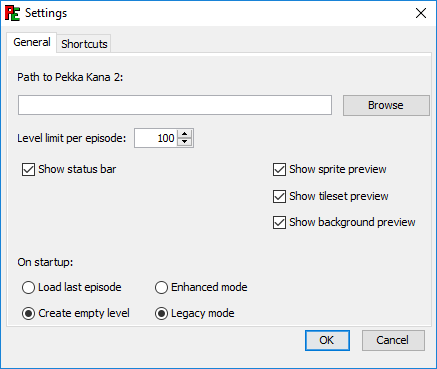 PE Settings
General Shortcuts
Path to Pekka Kana 2:
Browse
Level limit per episode: 100
Show status bar Show sprite preview
Show tileset preview
Show background preview
On startup:
Load last episode Enhanced mode
Create empty level Legacy mode
OK Cancel